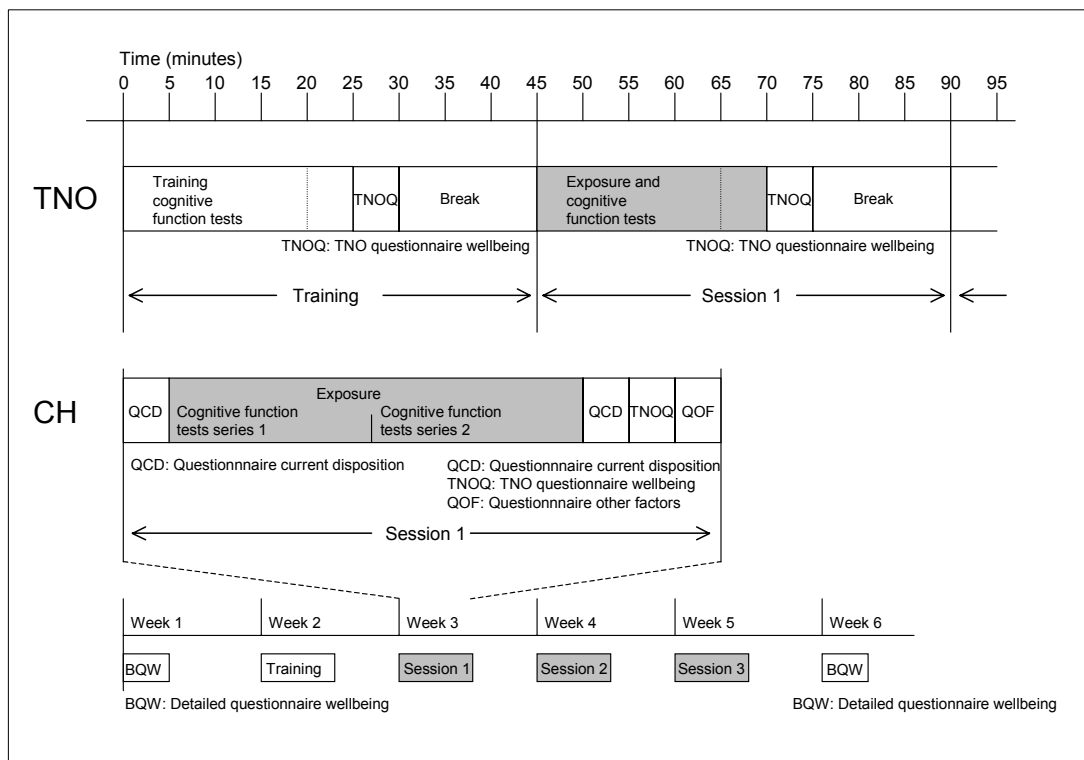 Time (minutes)
0 5 10 15 20 25 30 35 40 45 50 55 60 65 70 75 80 85 90 95
TNO
Training
cognitive
function tests
TNOQ
Break
Exposure and
cognitive
function tests
TNOQ
Break
TNOQ: TNO questionnaire wellbeing
TNOQ: TNO questionnaire wellbeing
Training
Session 1
CH
QCD
Exposure
Cognitive function
tests series 1
Cognitive function
tests series 2
QCD
TNOQ
QOF
QCD: Questionnnaire current disposition
QCD: Questionnnaire current disposition
TNOQ: TNO questionnaire wellbeing
QOF: Questionnnaire other factors
Session 1
Week 1
Week 2
Week 3
Week 4
Week 5
Week 6
BQW
Training
Session 1
Session 2
Session 3
BQW
BQW: Detailed questionnaire wellbeing
BQW: Detailed questionnaire wellbeing